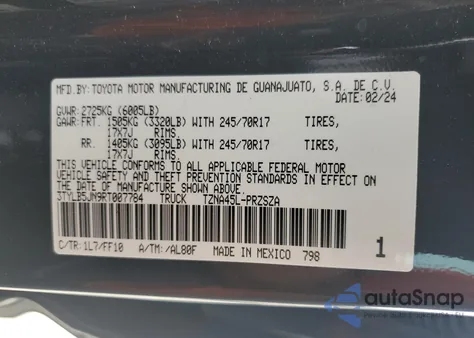 MFD.BY: TOYOTA MOTOR MANUFACTURING DE GUANAJUATO, S.A. DE C.V.
DATE: 02/24
GVWR: 2725KG (6005LB)
GAWR: FRT. 1505KG (3320LB) WITH 245/70R17 TIRES,
17X7J RIMS.
RR. 1405KG (3095LB) WITH 245/70R17 TIRES,
17X7J RIMS.
THIS VEHICLE CONFORMS TO ALL APPLICABLE FEDERAL MOTOR
VEHICLE SAFETY AND BUMPER STANDARDS IN EFFECT ON THE
DATE OF MANUFACTURE SHOWN ABOVE.
3TYLB5JN9RT007784 TRUCK TZNA45L-PRZSZA
C/TR: 1L7/FF10 A/TM: /AL80F MADE IN MEXICO 798
1
autoSnap
Powered by